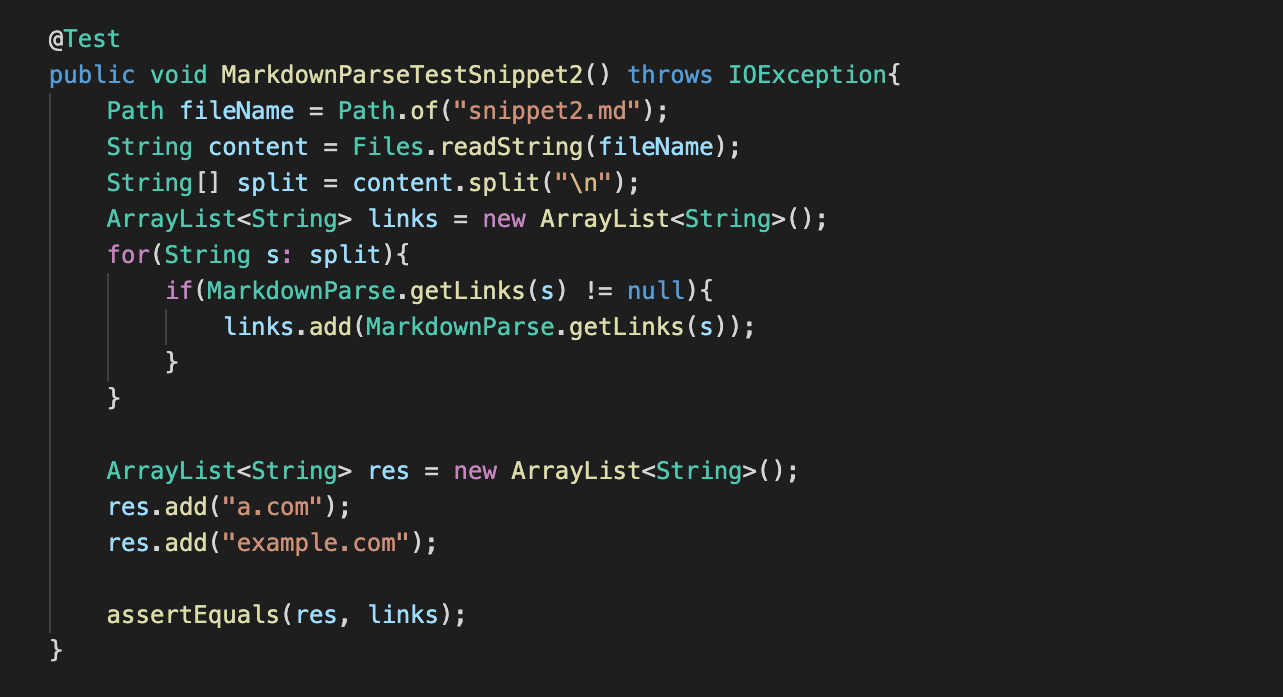 @Test
public void MarkdownParseTestSnippet2() throws IOException{
    Path fileName = Path.of("snippet2.md");
    String content = Files.readString(fileName);
    String[] split = content.split("\n");
    ArrayList<String> links = new ArrayList<String>();
    for(String s: split){
        if(MarkdownParse.getLinks(s) != null){
            links.add(MarkdownParse.getLinks(s));
        }
    }

    ArrayList<String> res = new ArrayList<String>();
    res.add("a.com");
    res.add("example.com");

    assertEquals(res, links);
}